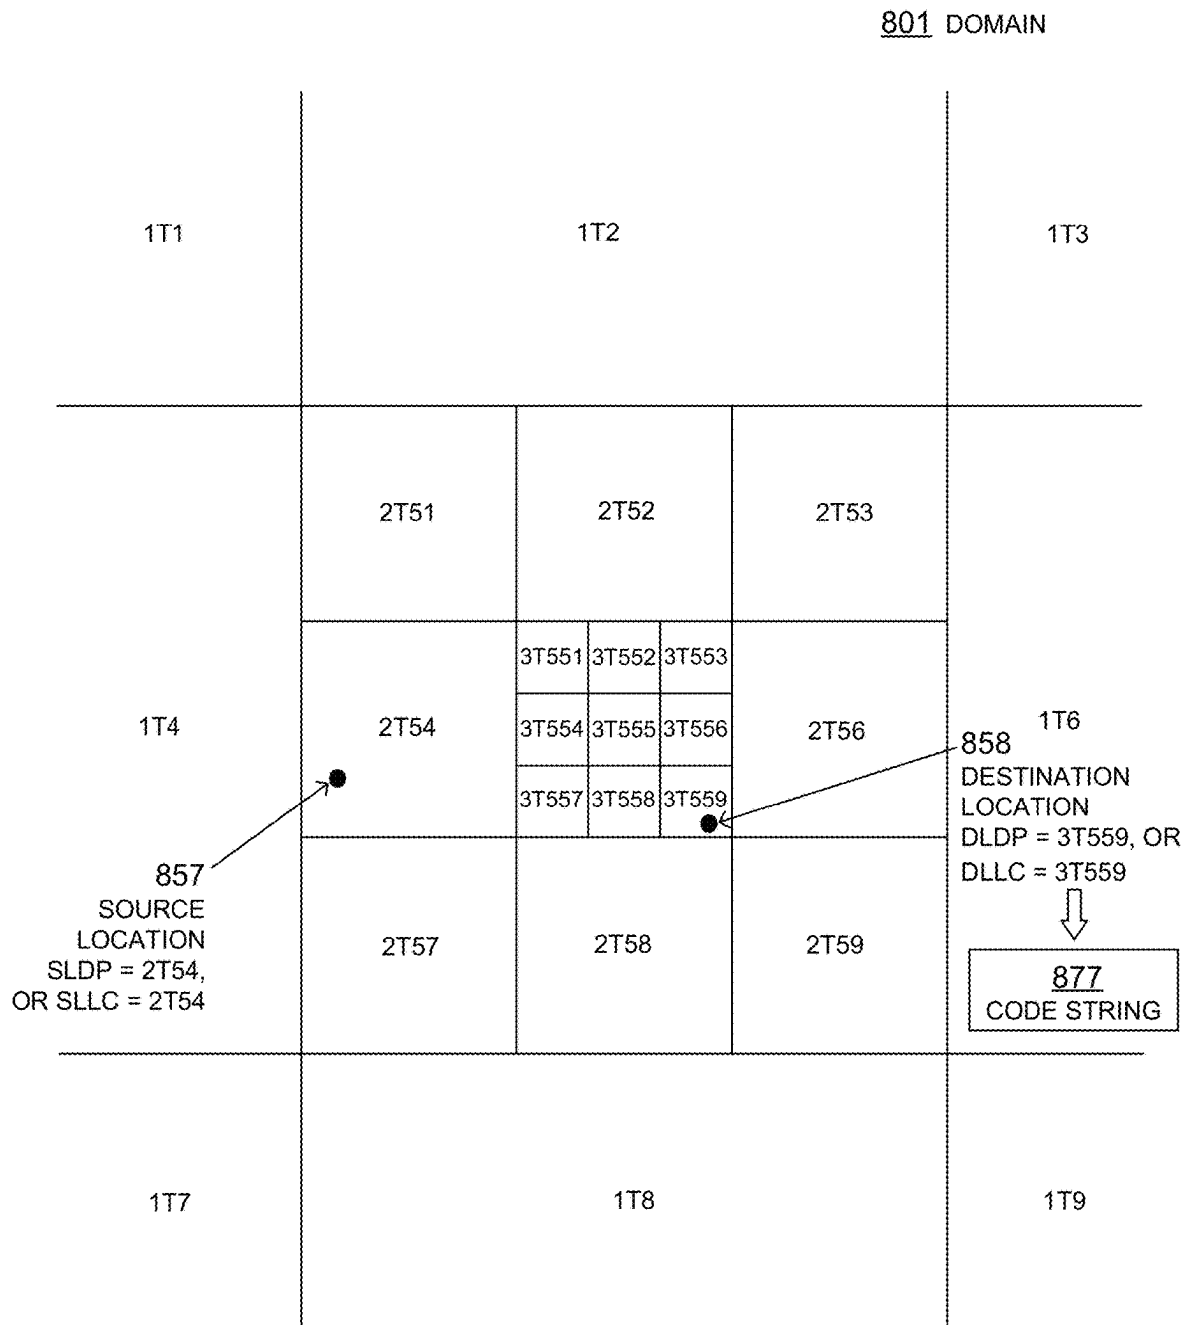 801 DOMAIN
1T1
1T2
1T3
2T51
2T52
2T53
3T551
3T552
3T553
1T4
2T54
3T554
3T555
3T556
2T56
1T6
3T557
3T558
3T559
858
DESTINATION
LOCATION
DLDP = 3T559, OR
DLLC = 3T559
857
SOURCE
LOCATION
SLDP = 2T54,
OR SLLC = 2T54
2T57
2T58
2T59
877
CODE STRING
1T7
1T8
1T9